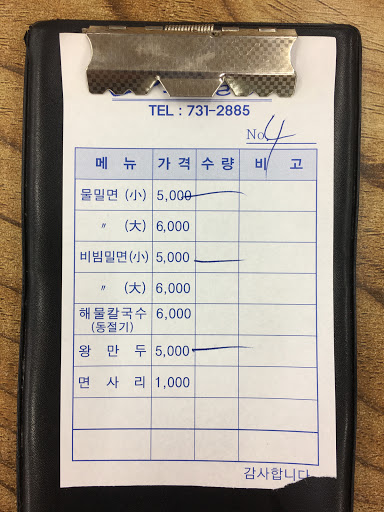 TEL : 731-2885
No. 4
메 뉴 가 격 수 량 비 고
물밀면 (小) 5,000
〃 (大) 6,000
비빔밀면(小) 5,000
〃 (大) 6,000
해물칼국수 6,000
(동절기)
왕 만 두 5,000
면 사 리 1,000
감사합니다